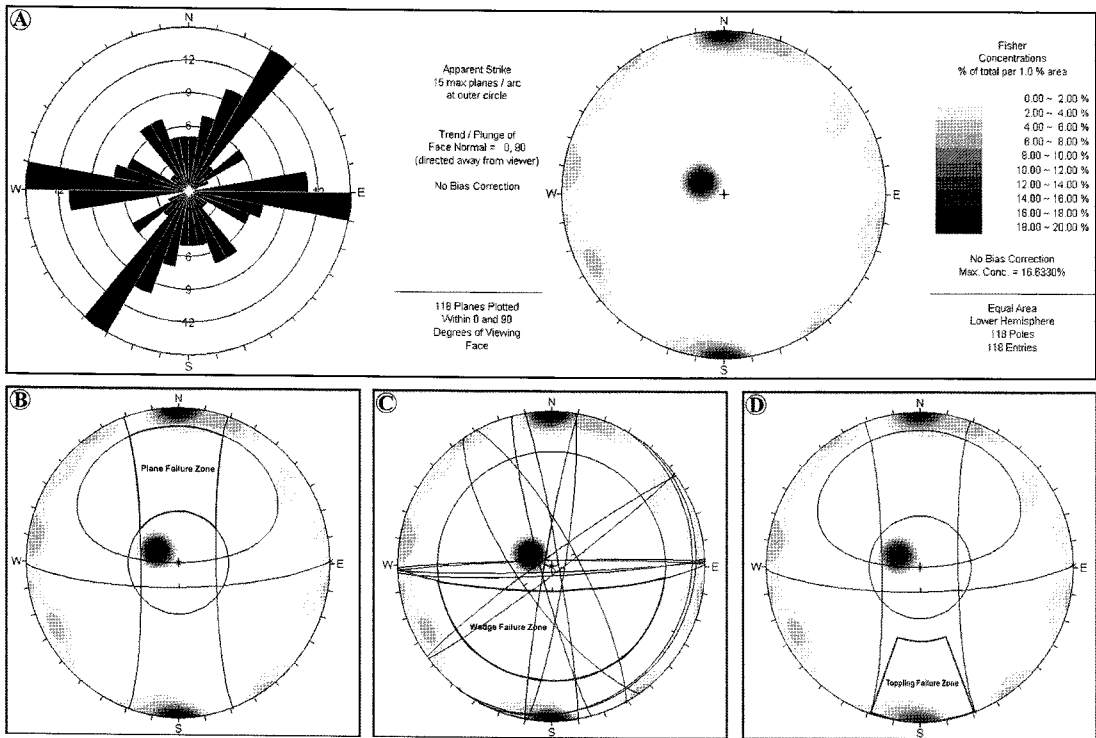 A
N
12
9
6
W
12
15
E
6
9
12
S
Apparent Strike
15 max planes / arc
at outer circle
Trend / Plunge of
Face Normal = 0, 90
(directed away from viewer)
No Bias Correction
118 Planes Plotted
Within 0 and 90
Degrees of Viewing
Face
N
W
E
S
Fisher
Concentrations
% of total per 1.0 % area
0.00 ~ 2.00 %
2.00 ~ 4.00 %
4.00 ~ 6.00 %
6.00 ~ 8.00 %
8.00 ~ 10.00 %
10.00 ~ 12.00 %
12.00 ~ 14.00 %
14.00 ~ 16.00 %
16.00 ~ 18.00 %
18.00 ~ 20.00 %
No Bias Correction
Max. Conc. = 16.6330%
Equal Area
Lower Hemisphere
118 Poles
118 Entries
B
N
Plane Failure Zone
W
E
S
C
N
W
E
Wedge Failure Zone
S
D
N
W
E
Toppling Failure Zone
S